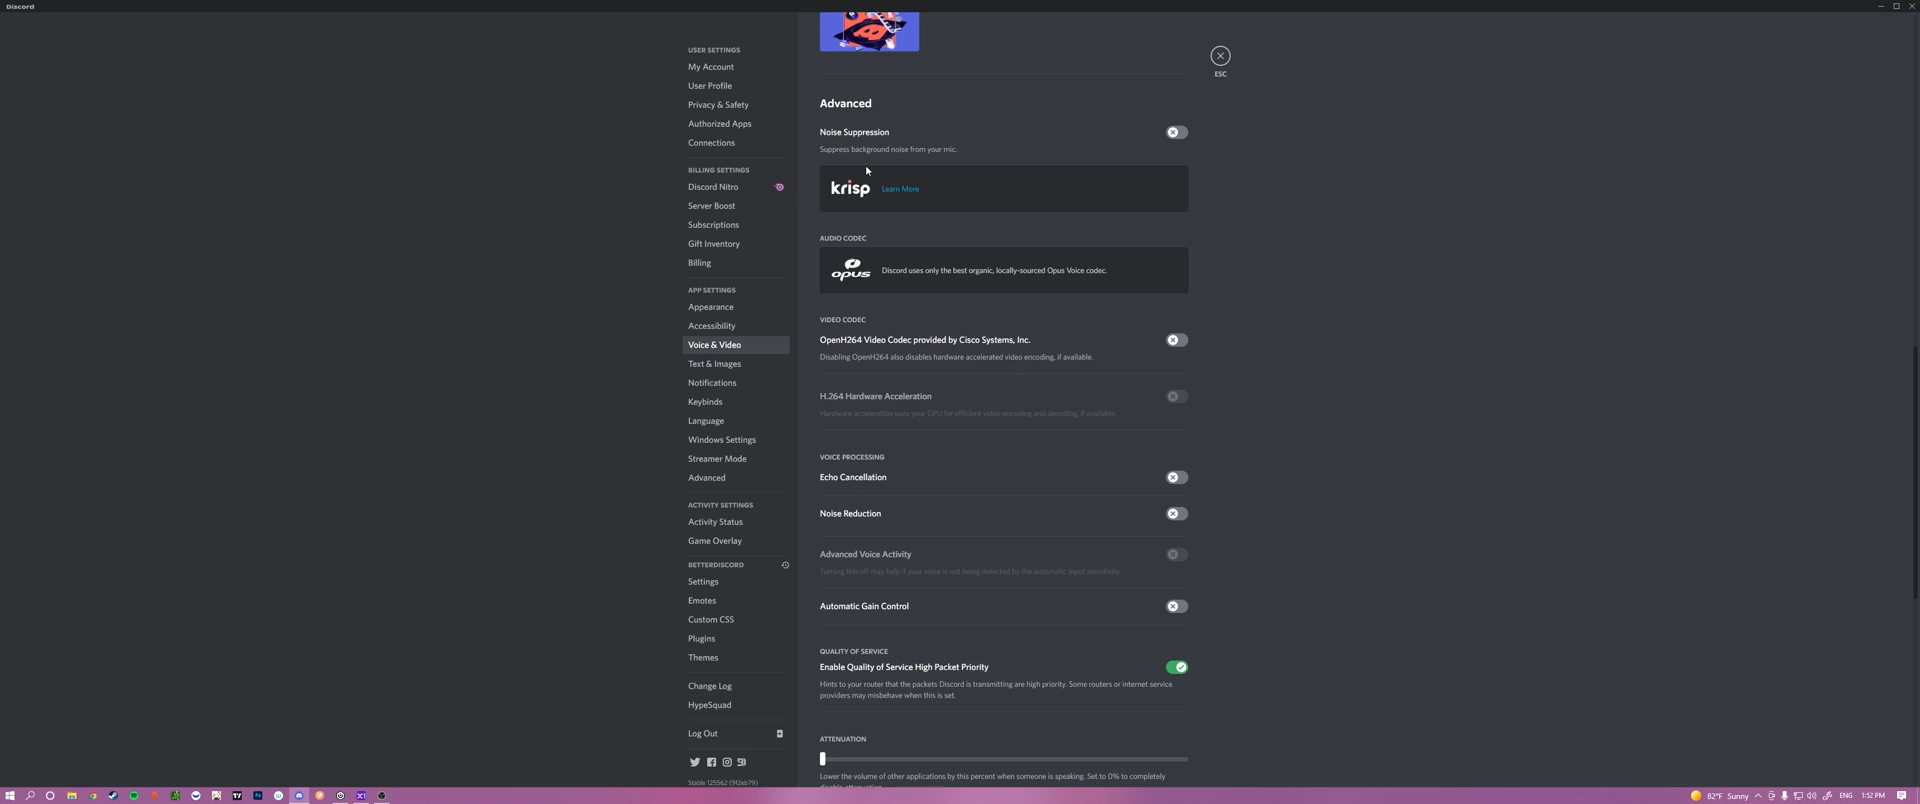 Discord
USER SETTINGS
My Account
User Profile
Privacy & Safety
Authorized Apps
Connections
BILLING SETTINGS
Discord Nitro
Server Boost
Subscriptions
Gift Inventory
Billing
APP SETTINGS
Appearance
Accessibility
Voice & Video
Text & Images
Notifications
Keybinds
Language
Windows Settings
Streamer Mode
Advanced
ACTIVITY SETTINGS
Activity Status
Game Overlay
BETTERDISCORD
Settings
Emotes
Custom CSS
Plugins
Themes
Change Log
HypeSquad
Log Out
Stable 125562 (9f2eb79)
ESC
Advanced
Noise Suppression
Suppress background noise from your mic.
krisp Learn More
AUDIO CODEC
opus Discord uses only the best organic, locally-sourced Opus Voice codec.
VIDEO CODEC
OpenH264 Video Codec provided by Cisco Systems, Inc.
Disabling OpenH264 also disables hardware accelerated video encoding, if available.
H.264 Hardware Acceleration
Hardware acceleration uses your GPU for efficient video encoding and decoding, if available.
VOICE PROCESSING
Echo Cancellation
Noise Reduction
Advanced Voice Activity
Turning this off may help if your voice is not being detected by the automatic input sensitivity.
Automatic Gain Control
QUALITY OF SERVICE
Enable Quality of Service High Packet Priority
Hints to your router that the packets Discord is transmitting are high priority. Some routers or internet service
providers may misbehave when this is set.
ATTENUATION
Lower the volume of other applications by this percent when someone is speaking. Set to 0% to completely
disable attenuation.
82°F Sunny ENG 1:52 PM